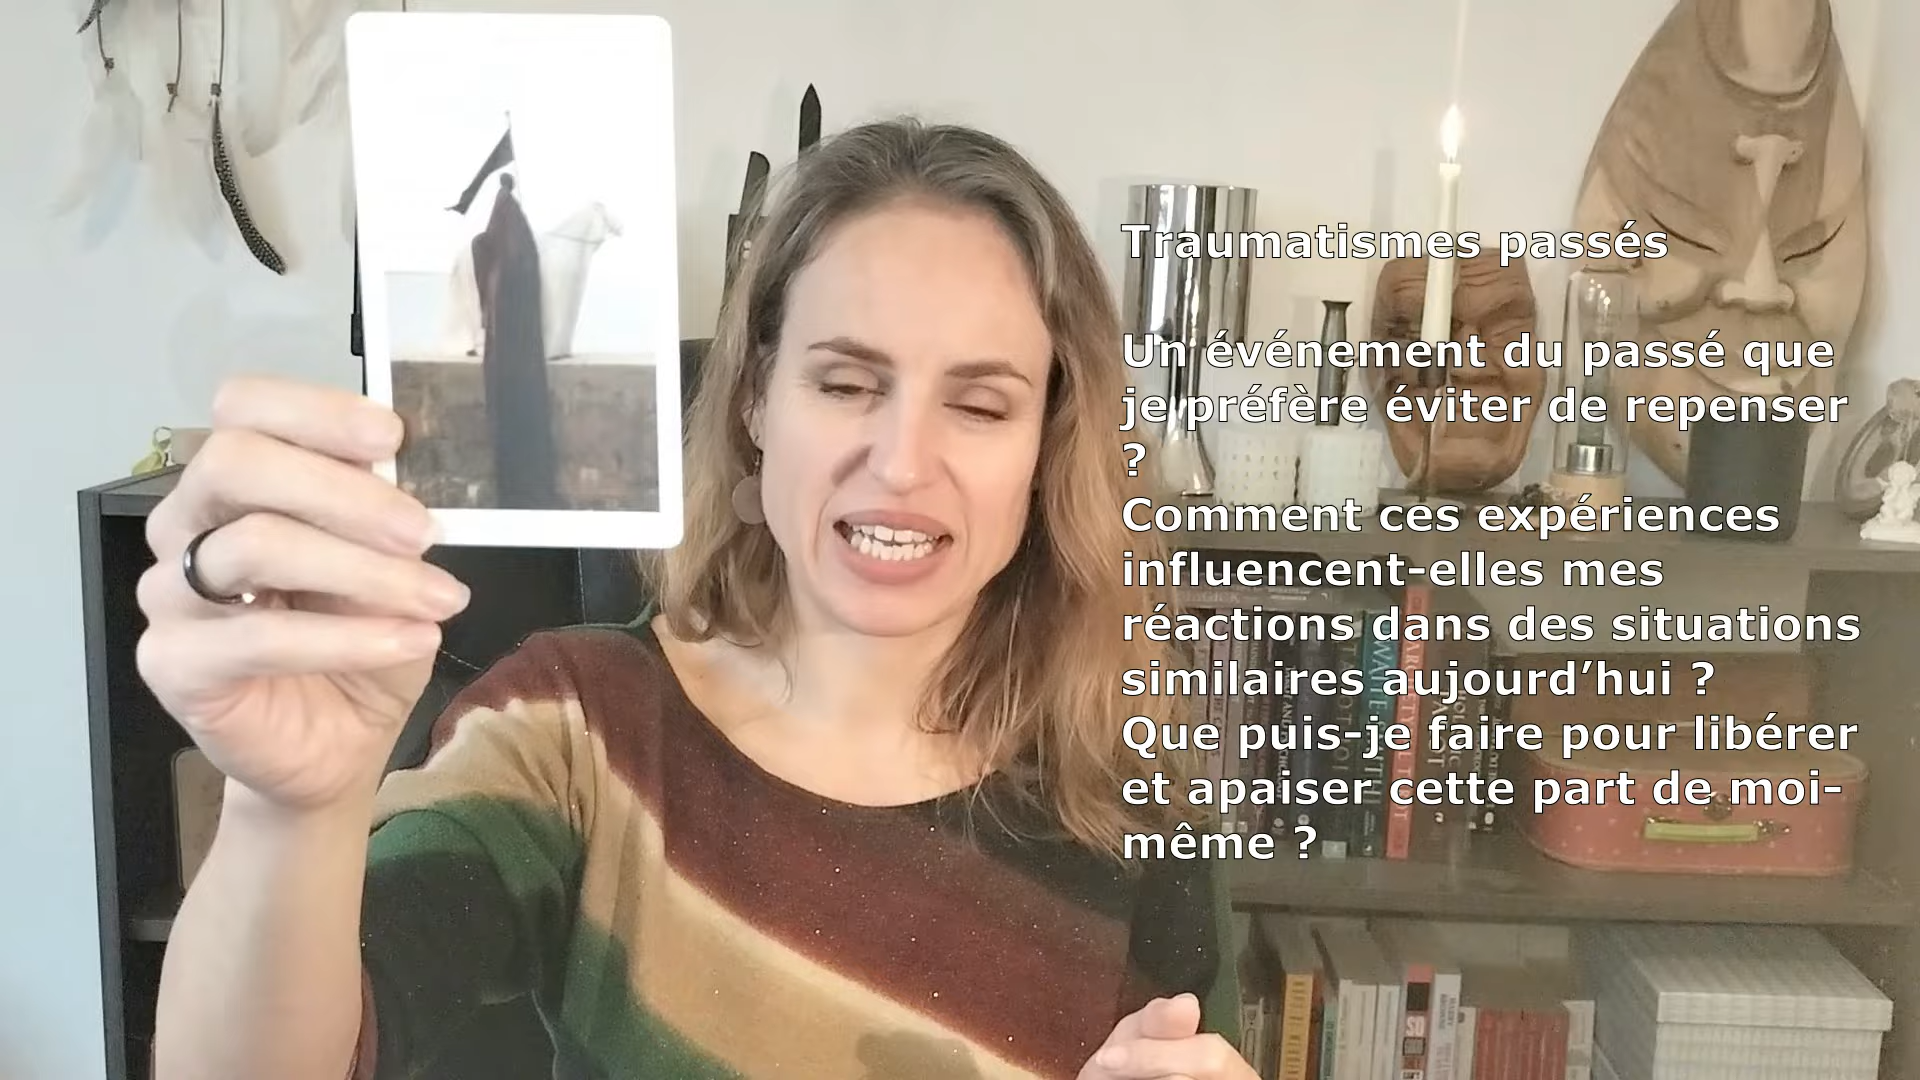 Traumatismes passés
Un événement du passé que
je préfère éviter de repenser
?
Comment ces expériences
influencent-elles mes
réactions dans des situations
similaires aujourd’hui ?
Que puis-je faire pour libérer
et apaiser cette part de moi-
même ?